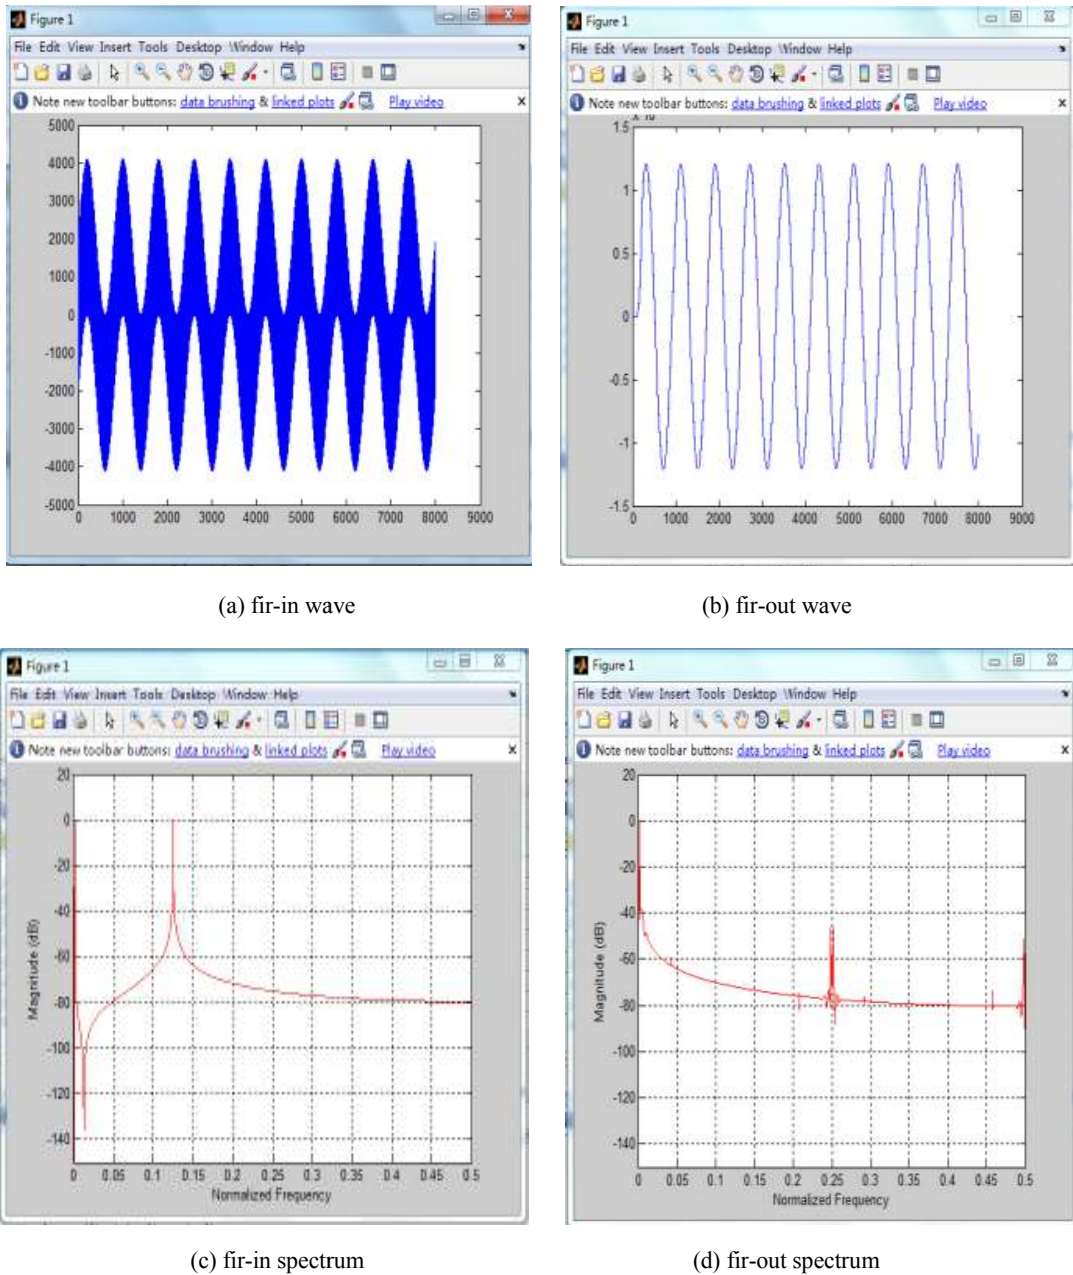 Figure 1
File Edit View Insert Tools Desktop Window Help
Note new toolbar buttons: data brushing & linked plots Play video
5000
4000
3000
2000
1000
0
-1000
-2000
-3000
-4000
-5000
0 1000 2000 3000 4000 5000 6000 7000 8000 9000
(a) fir-in wave
Figure 1
File Edit View Insert Tools Desktop Window Help
Note new toolbar buttons: data brushing & linked plots Play video
1.5
1
0.5
0
-0.5
-1
-1.5
0 1000 2000 3000 4000 5000 6000 7000 8000 9000
(b) fir-out wave
Figure 1
File Edit View Insert Tools Desktop Window Help
Note new toolbar buttons: data brushing & linked plots Play video
20
0
-20
-40
-60
-80
-100
-120
-140
Magnitude (dB)
0 0.05 0.1 0.15 0.2 0.25 0.3 0.35 0.4 0.45 0.5
Normalized Frequency
(c) fir-in spectrum
Figure 1
File Edit View Insert Tools Desktop Window Help
Note new toolbar buttons: data brushing & linked plots Play video
20
0
-20
-40
-60
-80
-100
-120
-140
Magnitude (dB)
0 0.05 0.1 0.15 0.2 0.25 0.3 0.35 0.4 0.45 0.5
Normalized Frequency
(d) fir-out spectrum